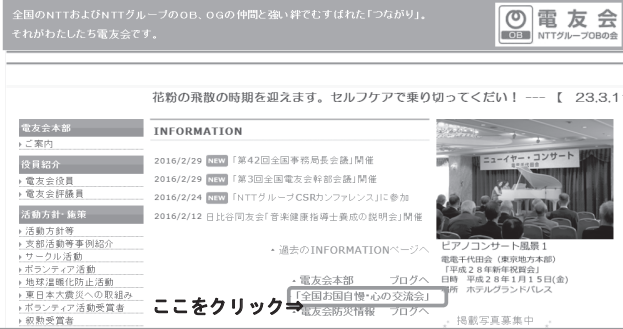 全国のNTTおよびNTTグループのOB、OGの仲間と強い絆でむすばれた「つながり」。
それがわたしたち電友会です。
OB
電友会
NTTグループOBの会
花粉の飛散の時期を迎えます。セルフケアで乗り切ってくだい！ --- 【 23.3.1
電友会本部
ご案内
役員紹介
電友会役員
電友会評議員
活動方針・施策
活動方針等
支部活動等事例紹介
サークル活動
ボランティア活動
地球温暖化防止活動
東日本大震災への取組み
ボランティア活動受賞者
叙勲受賞者
INFORMATION
2016/2/29 NEW 「第42回全国事務局長会議」開催
2016/2/29 NEW 「第3回全国電友会幹部会議」開催
2016/2/24 NEW 「NTTグループCSRカンファレンス」に参加
2016/2/12 日比谷同友会「音楽健康指導士養成の説明会」開催
・過去のINFORMATIONページへ
・電友会本部 ブログへ
「全国お国自慢・心の交流会」
・電友会防災情報 ブログへ
ここをクリック⇒
ニューイヤー・コンサート
ピアノコンサート風景１
電電千代田会（東京地方本部）
「平成２８年新年祝賀会」
日時 平成２８年１月１５日(金)
場所 ホテルグランドパレス
掲載写真募集中